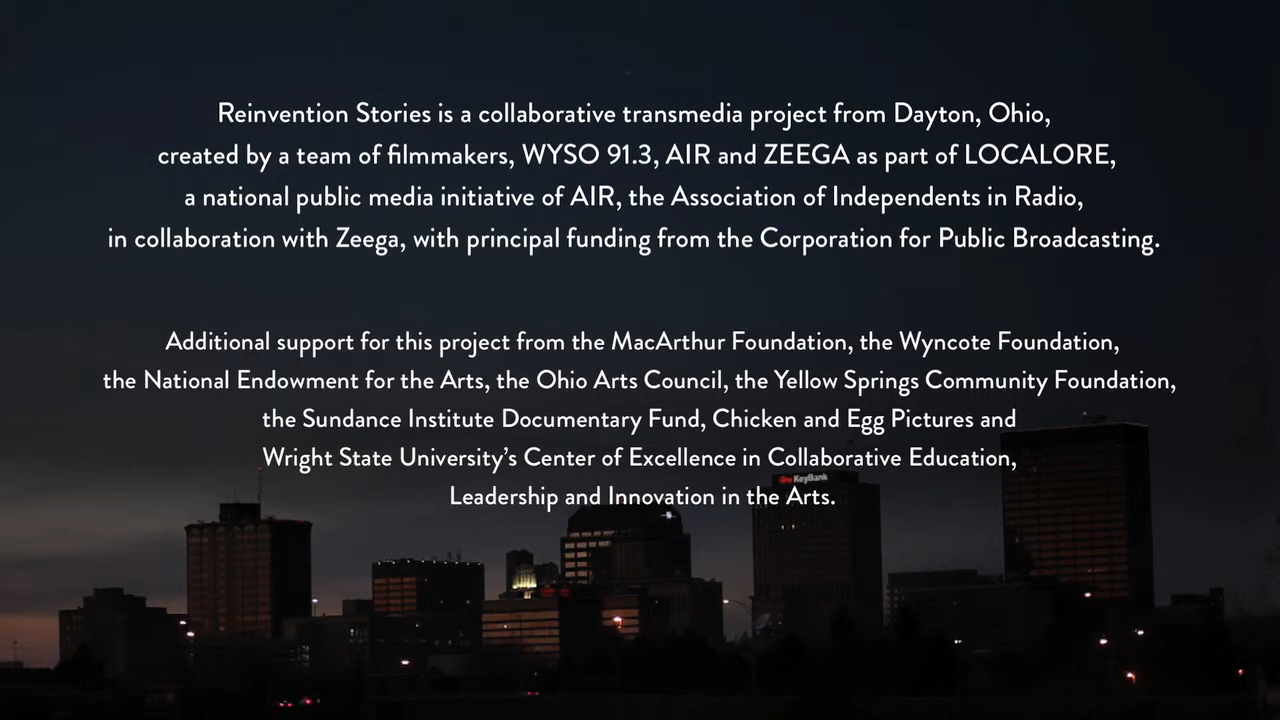 Reinvention Stories is a collaborative transmedia project from Dayton, Ohio,
created by a team of filmmakers, WYSO 91.3, AIR and ZEEGA as part of LOCALORE,
a national public media initiative of AIR, the Association of Independents in Radio,
in collaboration with Zeega, with principal funding from the Corporation for Public Broadcasting.
Additional support for this project from the MacArthur Foundation, the Wyncote Foundation,
the National Endowment for the Arts, the Ohio Arts Council, the Yellow Springs Community Foundation,
the Sundance Institute Documentary Fund, Chicken and Egg Pictures and
Wright State University's Center of Excellence in Collaborative Education,
KeyBank
Leadership and Innovation in the Arts.